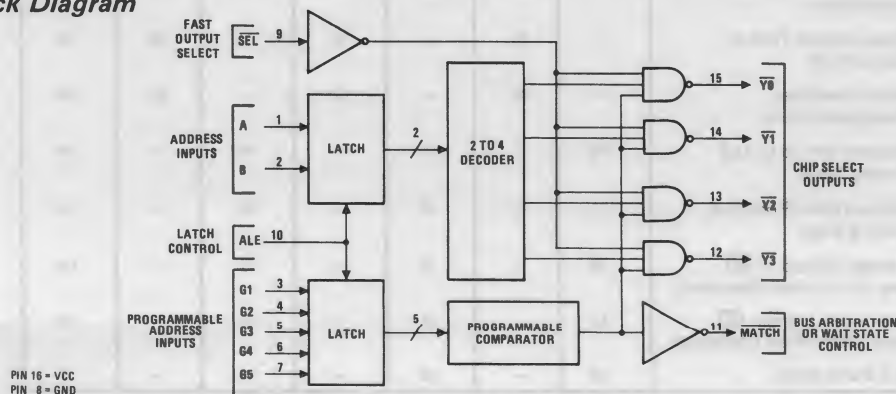 ck Diagram
FAST
OUTPUT
SELECT
SEL
9
ADDRESS
INPUTS
A
1
B
2
LATCH
2
2 TO 4
DECODER
LATCH
CONTROL
ALE
10
PROGRAMMABLE
ADDRESS
INPUTS
G1
3
G2
4
G3
5
G4
6
G5
7
LATCH
5
PROGRAMMABLE
COMPARATOR
15
Y0
14
Y1
13
Y2
12
Y3
CHIP SELECT
OUTPUTS
11
MATCH
BUS ARBITRATION
OR WAIT STATE
CONTROL
PIN 16 = VCC
PIN 8 = GND